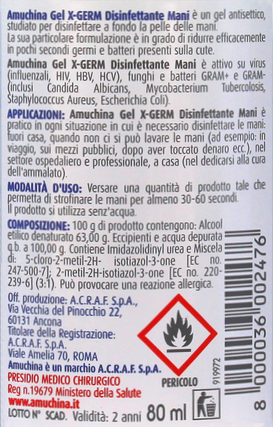 Amuchina Gel X-GERM Disinfettante Mani è un gel antisettico,
studiato per disinfettare a fondo la pelle delle mani.
La sua particolare formulazione è in grado di ridurre efficacemente
in pochi secondi germi e batteri presenti sulla cute.
Amuchina Gel X-GERM Disinfettante Mani è attivo su virus
(influenzali, HIV, HBV, HCV), funghi e batteri GRAM+ e GRAM-
(inclusi Candida Albicans, Mycobacterium Tubercolosis,
Staphylococcus Aureus, Escherichia Coli).
APPLICAZIONI: Amuchina Gel X-GERM Disinfettante Mani è
pratico in ogni situazione in cui è necessario disinfettare le mani:
fuori casa, quando non ci si può lavare le mani (ad esempio: in
viaggio, sui mezzi pubblici, dopo aver toccato denaro ecc.), nel
settore ospedaliero e professionale, a casa (nel dedicarsi alla cura
dell'ammalato).
MODALITÀ D'USO: Versare una quantità di prodotto tale che
permetta di strofinare le mani per almeno 30-60 secondi.
Il prodotto si utilizza senz'acqua.
COMPOSIZIONE: 100 g di prodotto contengono: Alcool
etilico denaturato 63,00 g. Eccipienti e acqua depurata
q.b. a 100,00 g. Contiene Imidazolidinyl urea e Miscela
di: 5-cloro-2-metil-2H- isotiazol-3-one [EC no.
247-500-7]; 2-metil-2H-isotiazol-3-one [EC no. 220-
239-6] (3:1). Può provocare una reazione allergica.
Off. produzione: A.C.R.A.F. S.p.A.,
Via Vecchia del Pinocchio 22,
60131 Ancona
Titolare della Registrazione:
A.C.R.A.F. S.p.A.
Viale Amelia 70, ROMA
Amuchina è un marchio A.C.R.A.F. S.p.A.
PRESIDIO MEDICO CHIRURGICO
Reg n.19679 Ministero della Salute
www.amuchina.it
LOTTO N° SCAD. Validità: 2 anni 80 ml
PERICOLO
919972
8000036002476